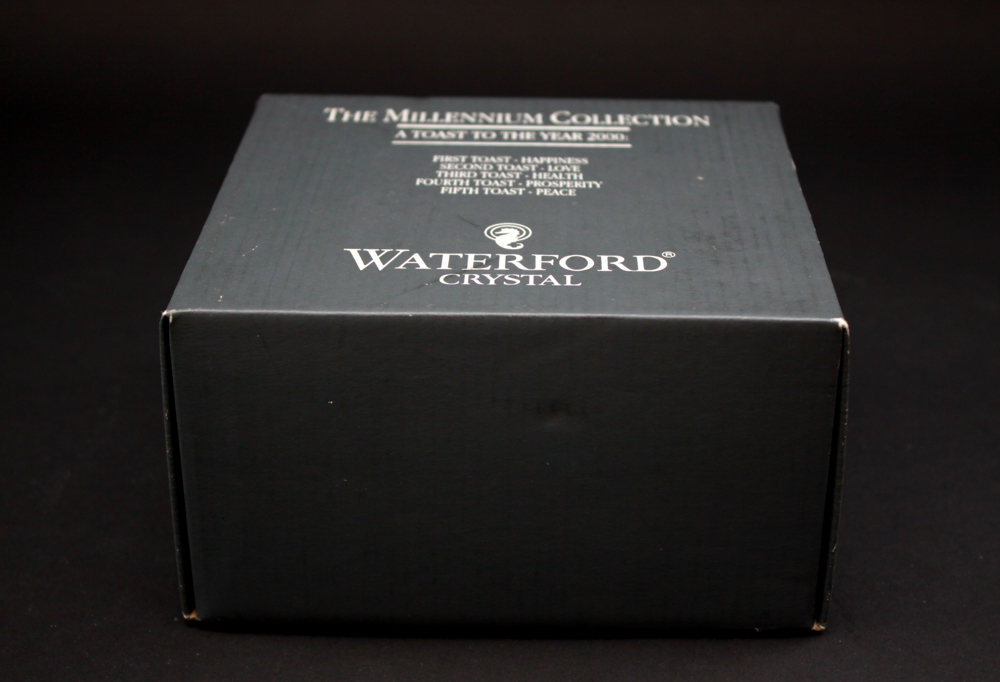 THE MILLENNIUM COLLECTION
A TOAST TO THE YEAR 2000:
FIRST TOAST - HAPPINESS
SECOND TOAST - LOVE
THIRD TOAST - HEALTH
FOURTH TOAST - PROSPERITY
FIFTH TOAST - PEACE
WATERFORD®
CRYSTAL